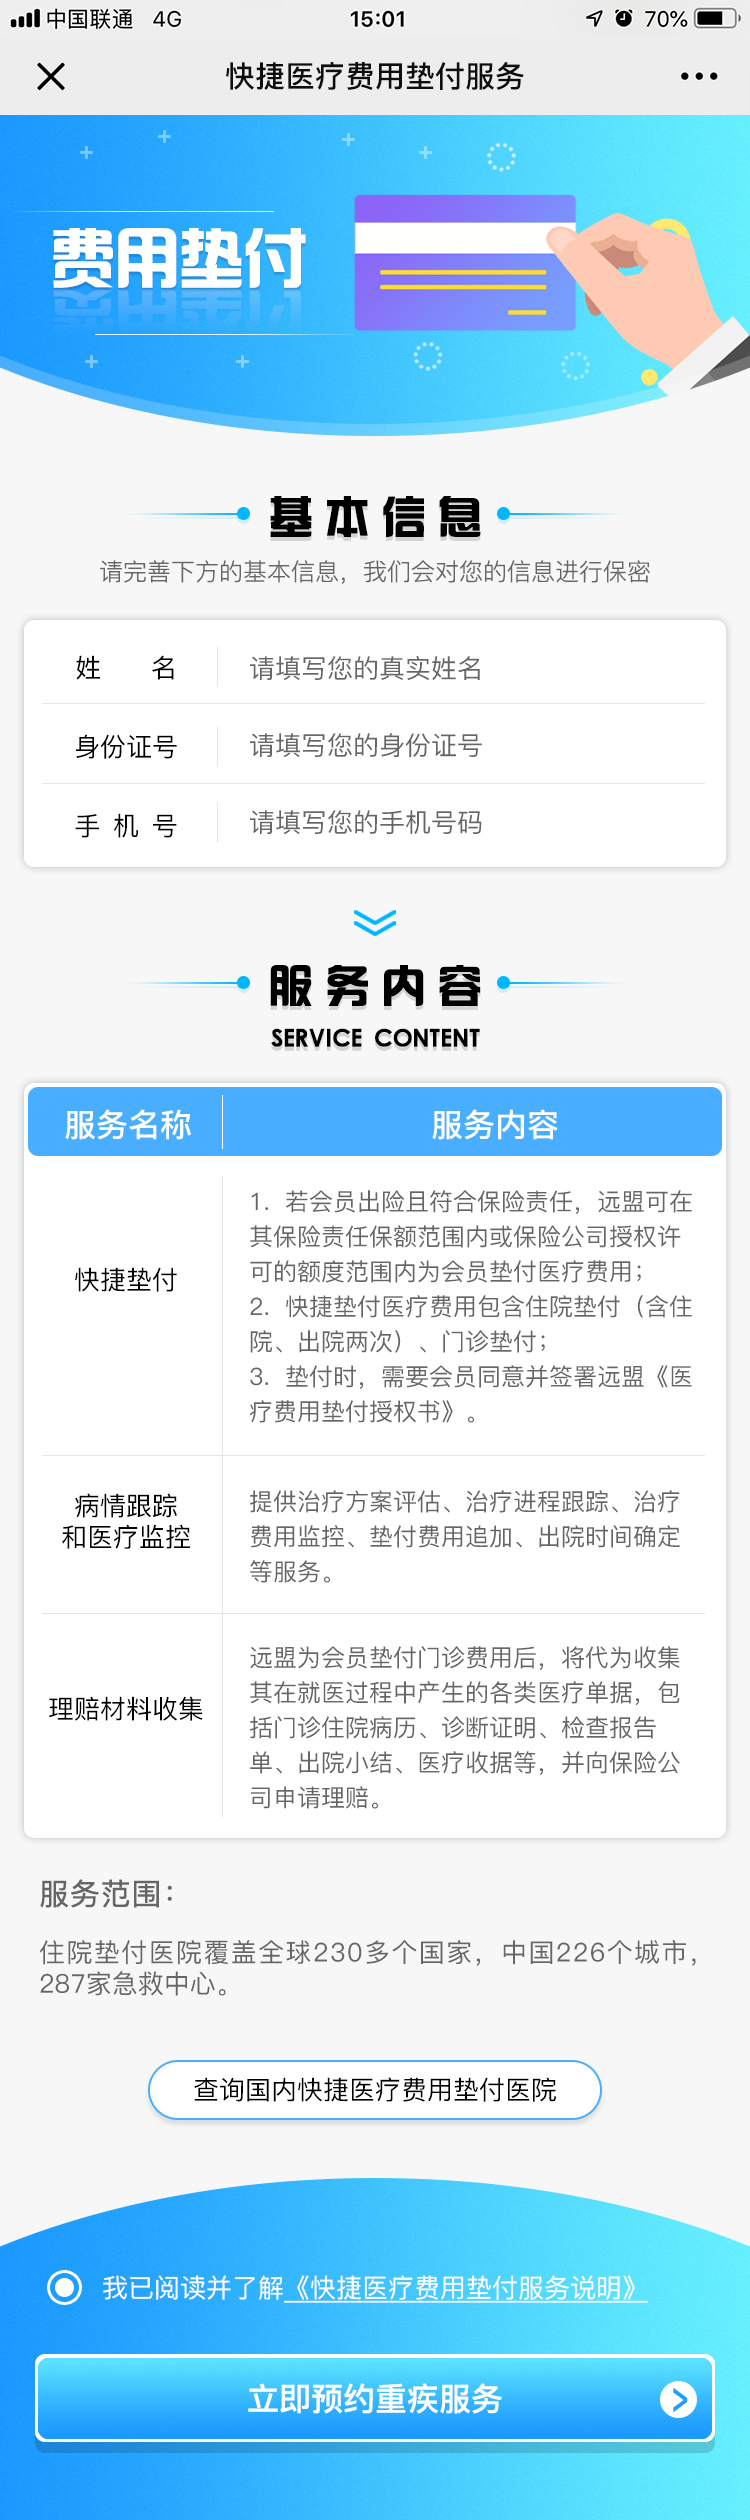 中国联通 4G 15:01 70%
快捷医疗费用垫付服务
费用垫付
基本信息
请完善下方的基本信息，我们会对您的信息进行保密
姓 名 请填写您的真实姓名
身份证号 请填写您的身份证号
手 机 号 请填写您的手机号码
服务内容
SERVICE CONTENT
服务名称 服务内容
快捷垫付
1. 若会员出险且符合保险责任，远盟可在
其保险责任保额范围内或保险公司授权许
可的额度范围内为会员垫付医疗费用；
2. 快捷垫付医疗费用包含住院垫付（含住
院、出院两次）、门诊垫付；
3. 垫付时，需要会员同意并签署远盟《医
疗费用垫付授权书》。
病情跟踪
和医疗监控
提供治疗方案评估、治疗进程跟踪、治疗
费用监控、垫付费用追加、出院时间确定
等服务。
理赔材料收集
远盟为会员垫付门诊费用后，将代为收集
其在就医过程中产生的各类医疗单据，包
括门诊住院病历、诊断证明、检查报告
单、出院小结、医疗收据等，并向保险公
司申请理赔。
服务范围：
住院垫付医院覆盖全球230多个国家，中国226个城市，
287家急救中心。
查询国内快捷医疗费用垫付医院
我已阅读并了解《快捷医疗费用垫付服务说明》
立即预约重疾服务